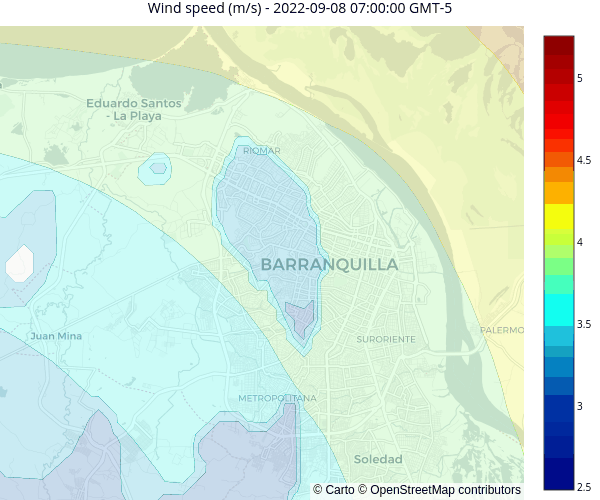 Wind speed (m/s) - 2022-09-08 07:00:00 GMT-5
Eduardo Santos
- La Playa
RIOMAR
BARRANQUILLA
Juan Mina
SURORIENTE
PALERMO
METROPOLITANA
Soledad
© Carto © OpenStreetMap contributors
5
4.5
4
3.5
3
2.5